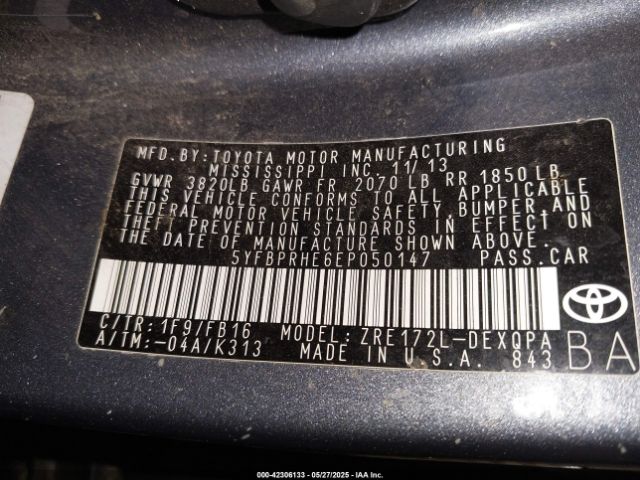 MFD. BY: TOYOTA MOTOR MANUFACTURING
MISSISSIPPI INC. 11/13
GVWR 3820LB GAWR FR 2070 LB RR 1850 LB
THIS VEHICLE CONFORMS TO ALL APPLICABLE
FEDERAL MOTOR VEHICLE SAFETY, BUMPER AND
THEFT PREVENTION STANDARDS IN EFFECT ON
THE DATE OF MANUFACTURE SHOWN ABOVE.
5YFBPRHE6EP050147 PASS.CAR
C/TR: 1F9/FB16 MODEL: ZRE172L-DEXQPA
A/TM: -04A/K313 MADE IN U.S.A. 843
BA
000-42306133 - 05/27/2025 - IAA Inc.